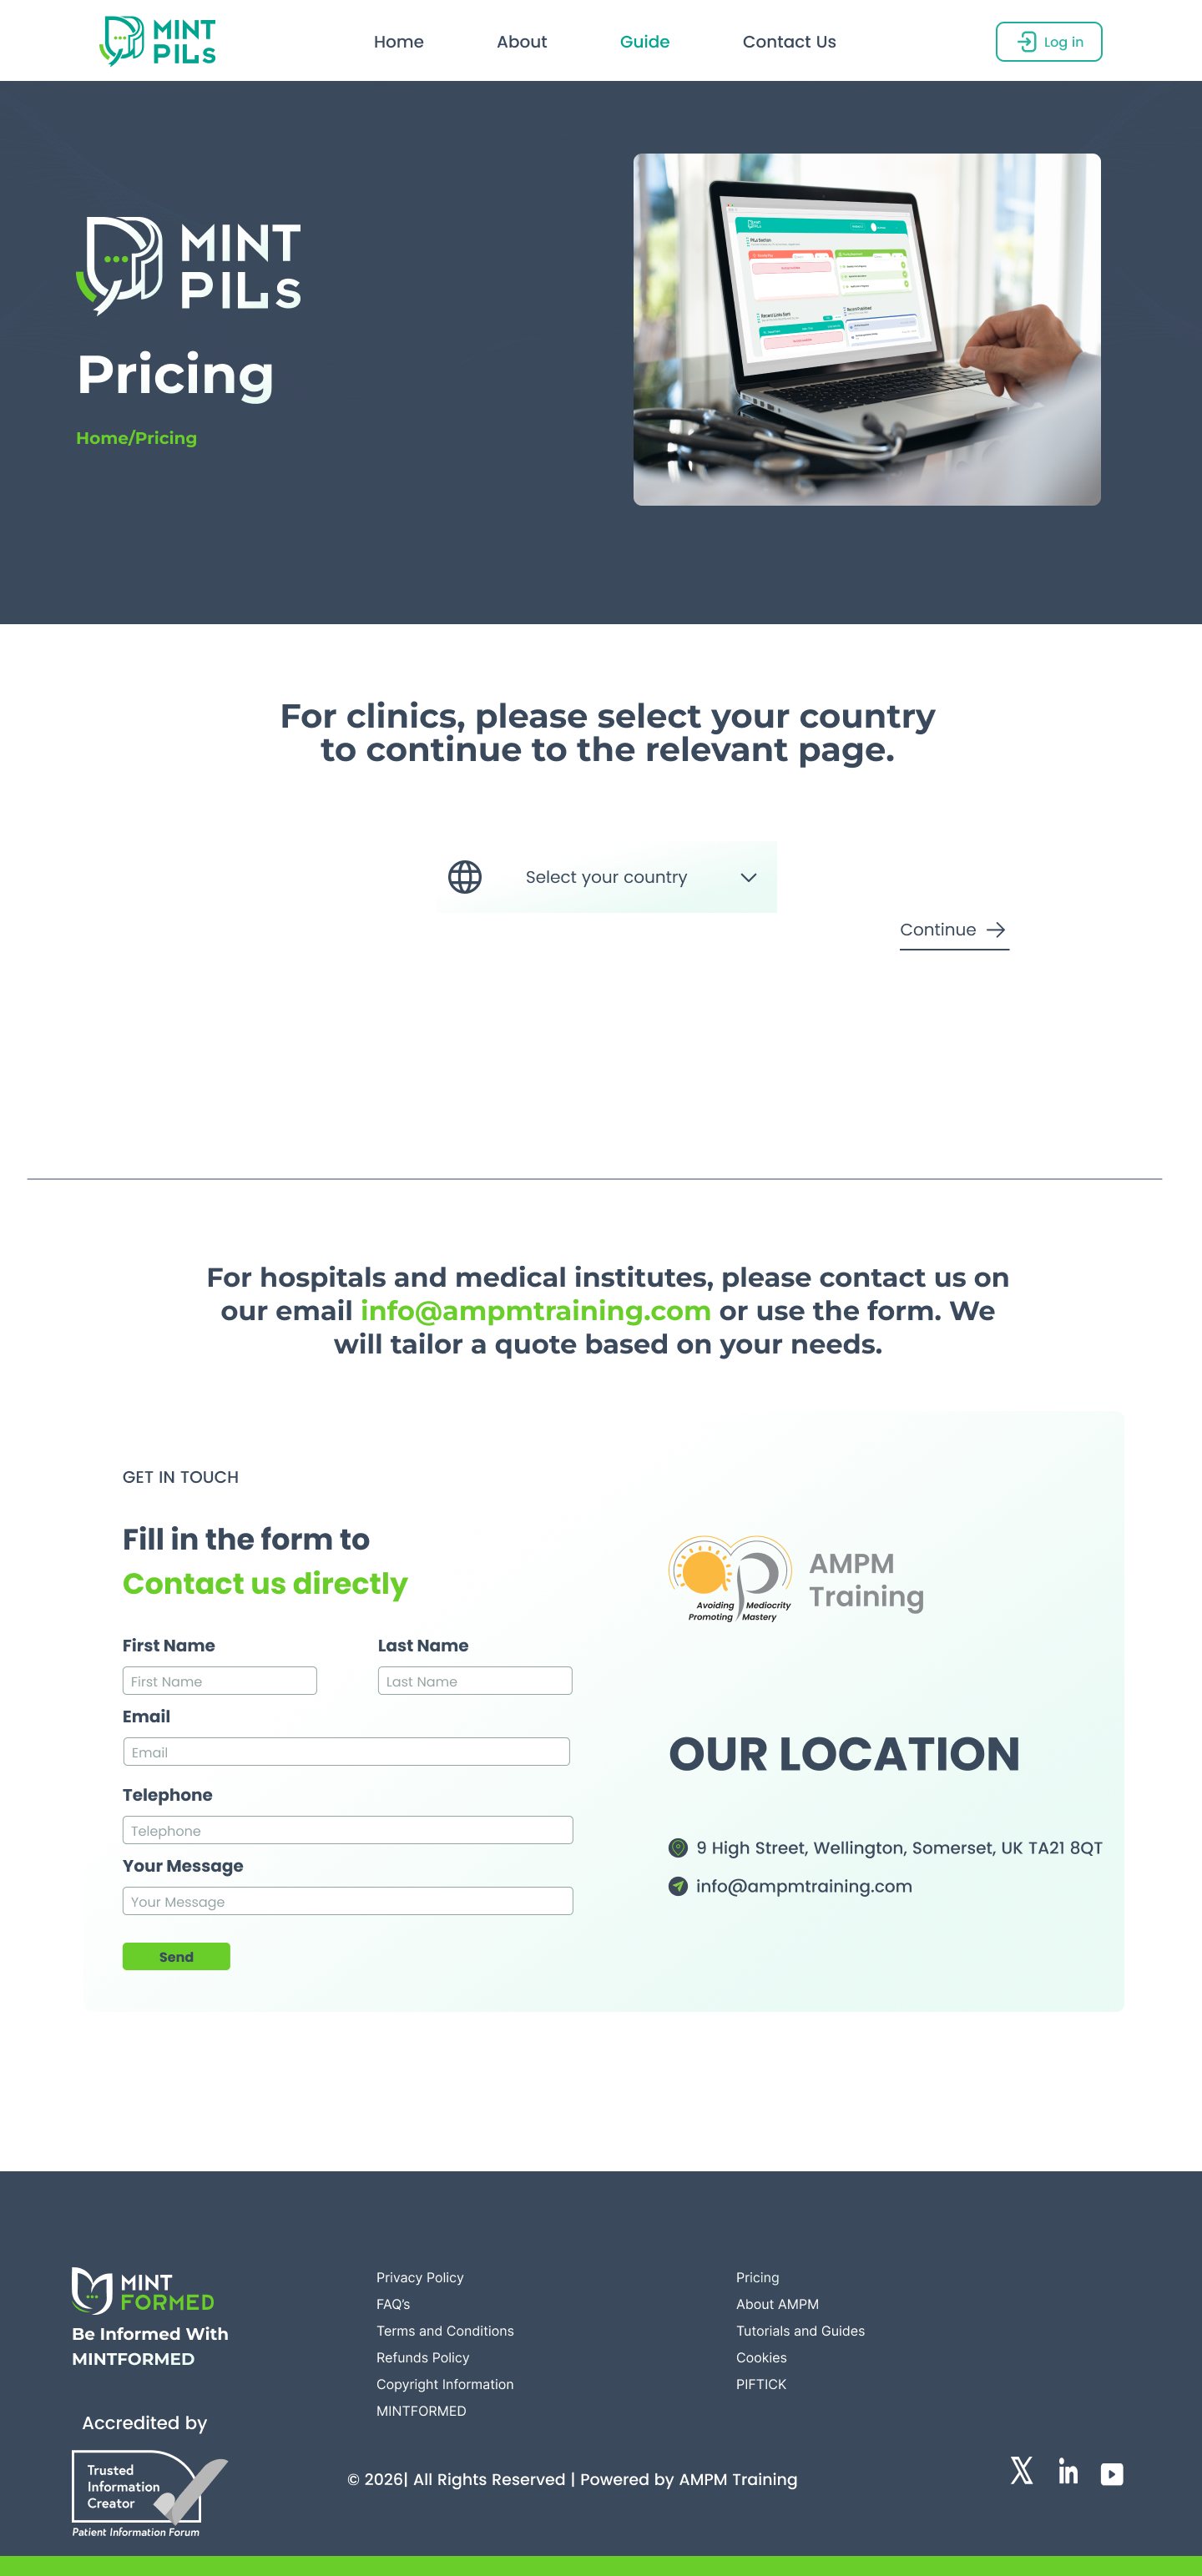 MINT
PILS
Home
About
Guide
Contact Us
Log in
MINT
PILS
Pricing
Home/Pricing
For clinics, please select your country
to continue to the relevant page.
Select your country
Continue
For hospitals and medical institutes, please contact us on
our email info@ampmtraining.com or use the form. We
will tailor a quote based on your needs.
GET IN TOUCH
Fill in the form to
Contact us directly
First Name
Last Name
First Name
Last Name
Email
Email
Telephone
Telephone
Your Message
Your Message
Send
Avoiding Mediocrity
Promoting Mastery
AMPM
Training
OUR LOCATION
9 High Street, Wellington, Somerset, UK TA21 8QT
info@ampmtraining.com
MINT
FORMED
Be Informed With
MINTFORMED
Accredited by
Trusted
Information
Creator
Patient Information Forum
Privacy Policy
FAQ's
Terms and Conditions
Refunds Policy
Copyright Information
MINTFORMED
Pricing
About AMPM
Tutorials and Guides
Cookies
PIFTICK
© 2026| All Rights Reserved | Powered by AMPM Training